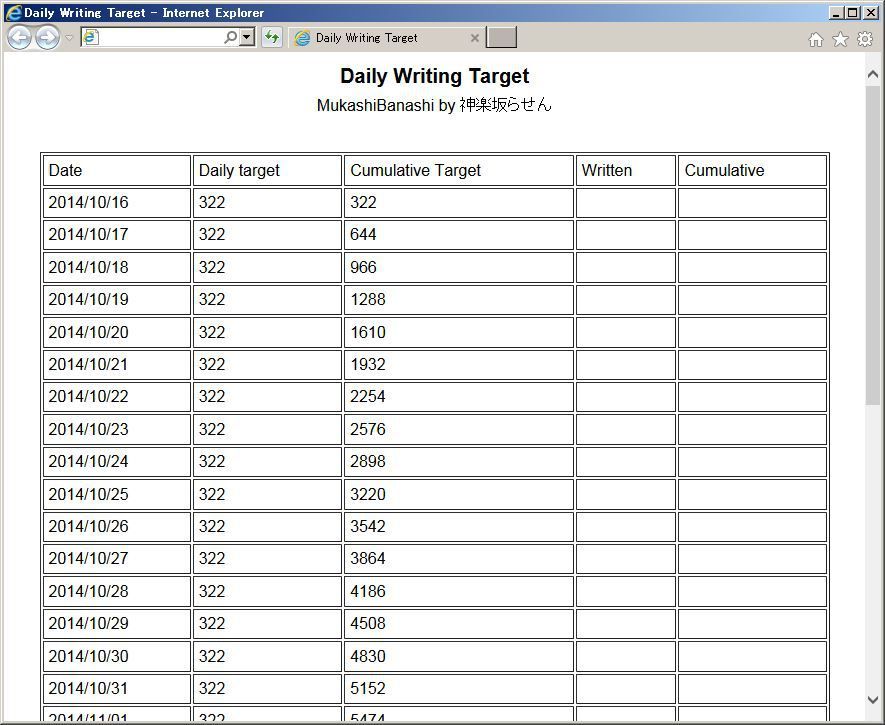 Daily Writing Target - Internet Explorer
Daily Writing Target
Daily Writing Target
MukashiBanashi by 神楽坂らせん
Date Daily target Cumulative Target Written Cumulative
2014/10/16 322 322
2014/10/17 322 644
2014/10/18 322 966
2014/10/19 322 1288
2014/10/20 322 1610
2014/10/21 322 1932
2014/10/22 322 2254
2014/10/23 322 2576
2014/10/24 322 2898
2014/10/25 322 3220
2014/10/26 322 3542
2014/10/27 322 3864
2014/10/28 322 4186
2014/10/29 322 4508
2014/10/30 322 4830
2014/10/31 322 5152
2014/11/01 322 5474